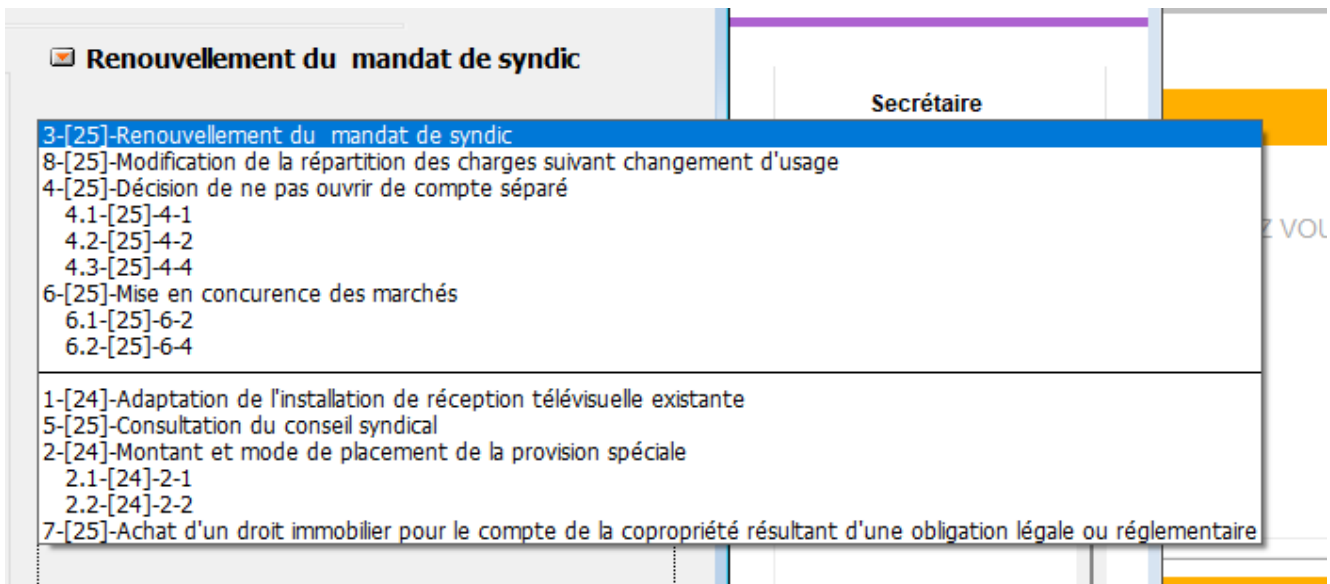 Renouvellement du  mandat de syndic
Secrétaire
3-[25]-Renouvellement du  mandat de syndic
8-[25]-Modification de la répartition des charges suivant changement d'usage
4-[25]-Décision de ne pas ouvrir de compte séparé
4.1-[25]-4-1
4.2-[25]-4-2
4.3-[25]-4-4
6-[25]-Mise en concurence des marchés
6.1-[25]-6-2
6.2-[25]-6-4
1-[24]-Adaptation de l'installation de réception télévisuelle existante
5-[25]-Consultation du conseil syndical
2-[24]-Montant et mode de placement de la provision spéciale
2.1-[24]-2-1
2.2-[24]-2-2
7-[25]-Achat d'un droit immobilier pour le compte de la copropriété résultant d'une obligation légale ou réglementaire